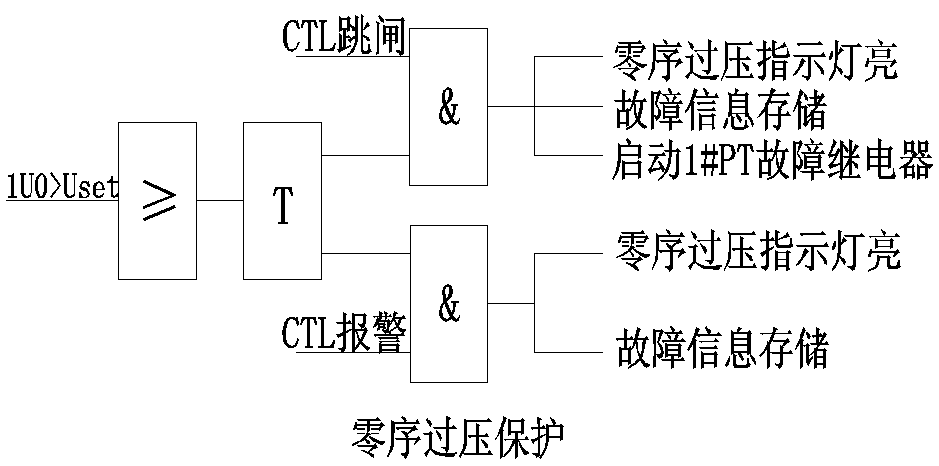 CTL跳闸
零序过压指示灯亮
&
故障信息存储
启动1#PT故障继电器
1U0>Uset
≥
T
零序过压指示灯亮
&
CTL报警
故障信息存储
零序过压保护